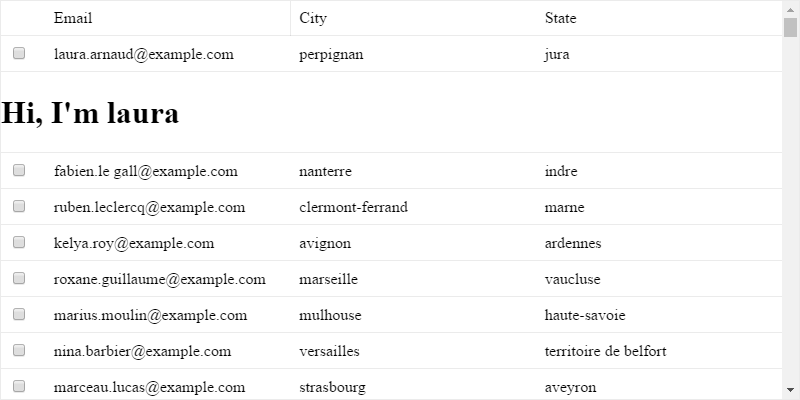 Email City State
laura.arnaud@example.com perpignan jura
Hi, I'm laura
fabien.le gall@example.com nanterre indre
ruben.leclercq@example.com clermont-ferrand marne
kelya.roy@example.com avignon ardennes
roxane.guillaume@example.com marseille vaucluse
marius.moulin@example.com mulhouse haute-savoie
nina.barbier@example.com versailles territoire de belfort
marceau.lucas@example.com strasbourg aveyron